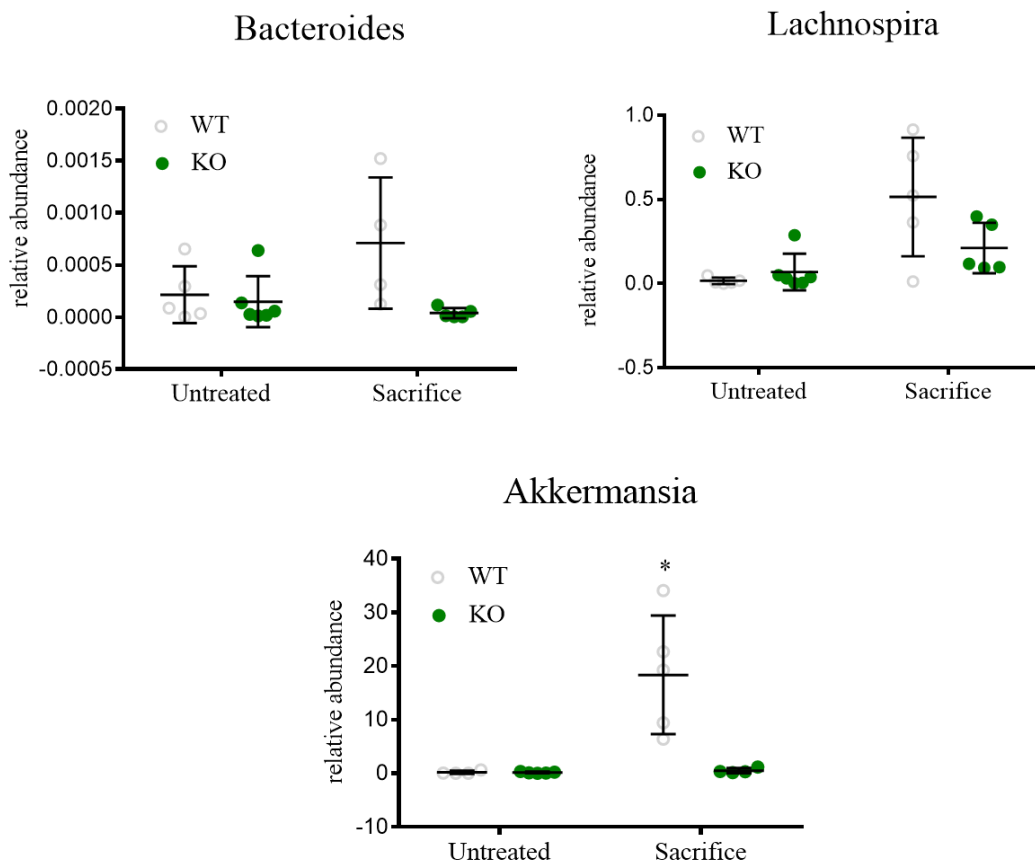 Bacteroides
relative abundance
0.0020
0.0015
0.0010
0.0005
0.0000
-0.0005
WT
KO
Untreated
Sacrifice
Lachnospira
relative abundance
1.0
0.5
0.0
-0.5
WT
KO
Untreated
Sacrifice
Akkermansia
relative abundance
40
30
20
10
0
-10
WT
KO
*
Untreated
Sacrifice